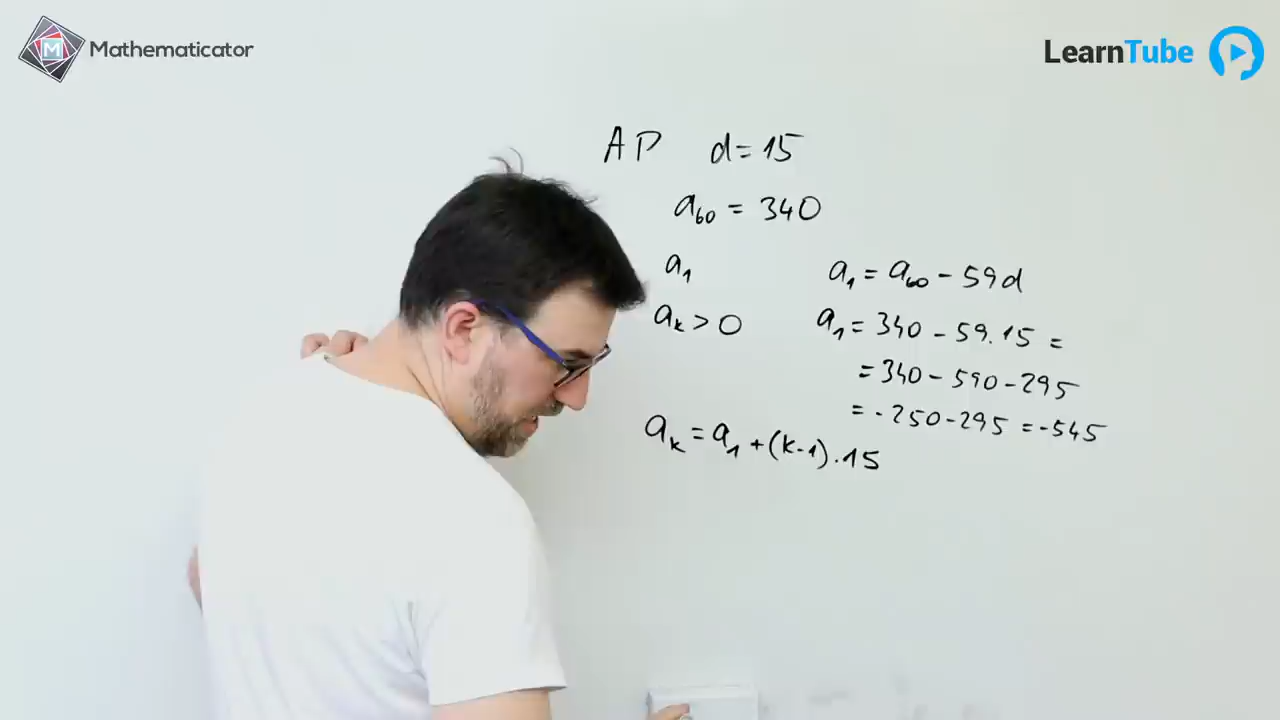 Mathematicator
LearnTube
AP d=15
a₆₀ = 340
a₁
aₖ > 0
a₁ = a₆₀ - 59d
a₁ = 340 - 59.15 =
= 340 - 590 - 295
= -250 - 295 = -545
aₖ = a₁ + (k-1).15